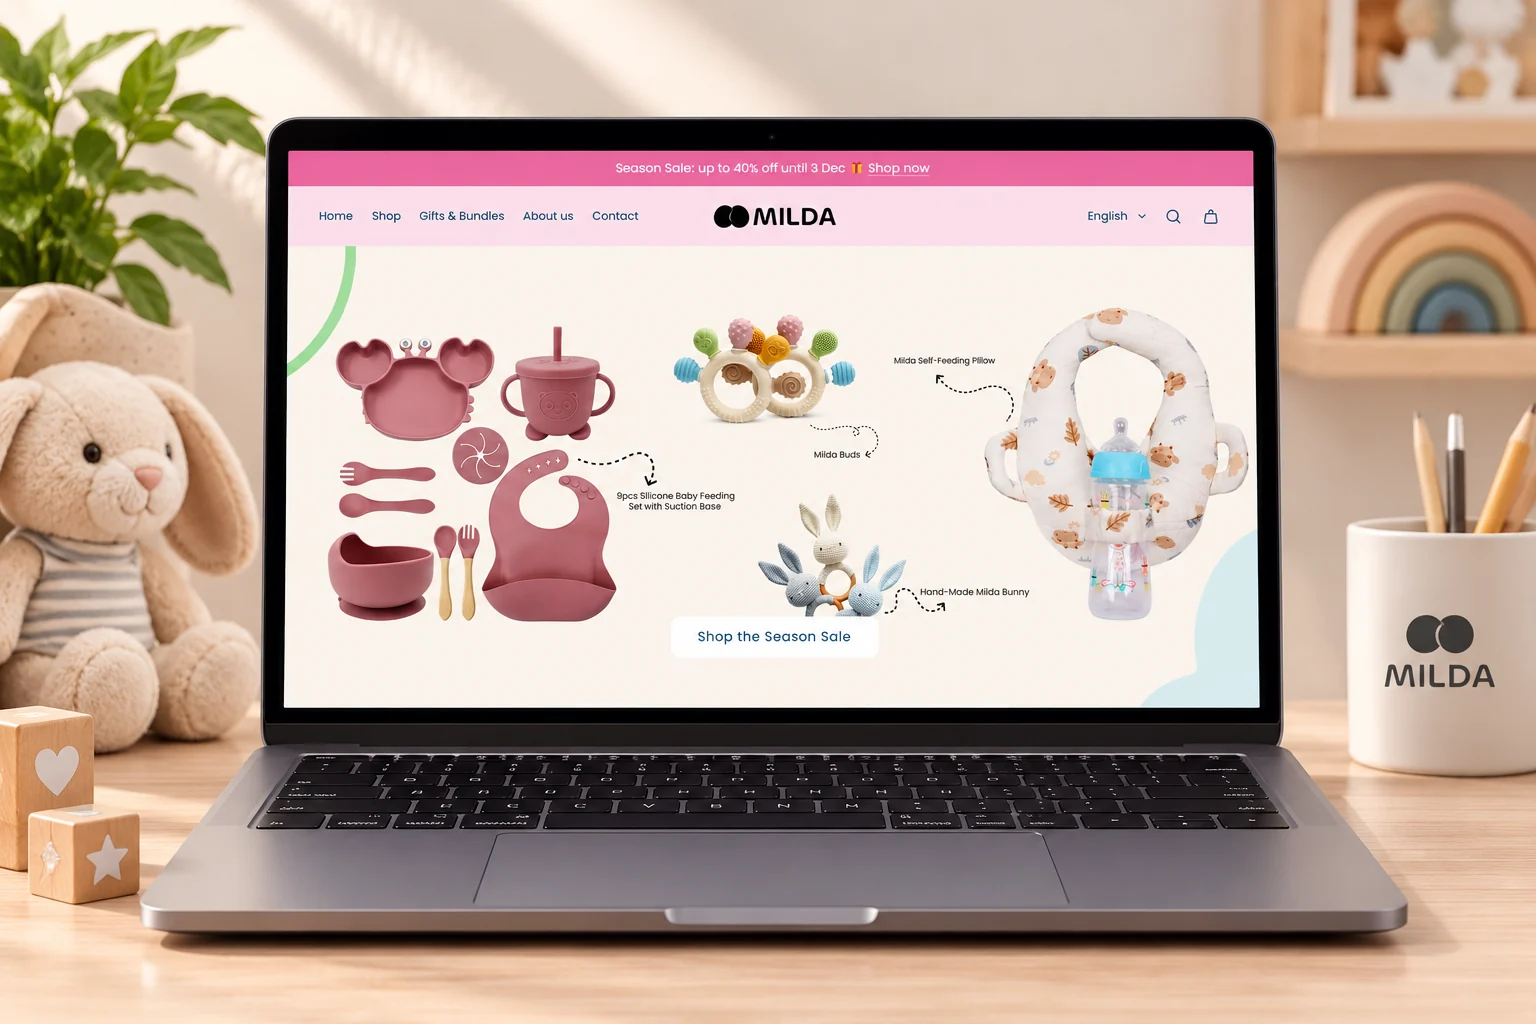 Season Sale: up to 40% off until 3 Dec 🎁 Shop now
Home Shop Gifts & Bundles About us Contact
MILDA
English
Milda Self-Feeding Pillow
Milda Buds
9pcs Silicone Baby Feeding
Set with Suction Base
Hand-Made Milda Bunny
Shop the Season Sale
MILDA